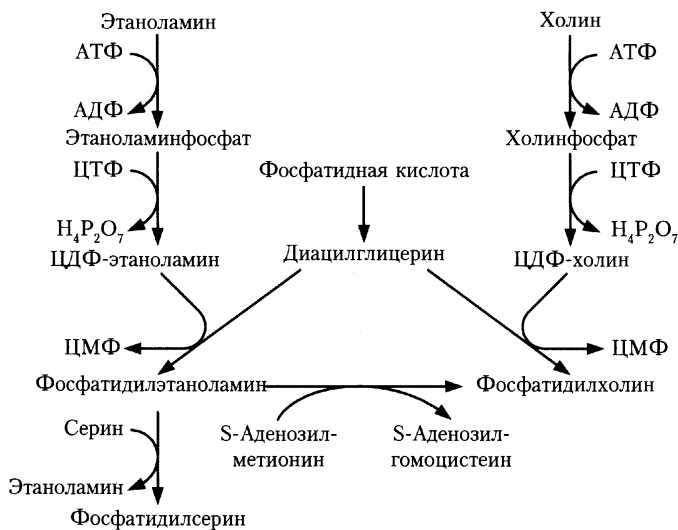 Этаноламин
Холин
АТФ
АТФ
АДФ
АДФ
Этаноламинфосфат
Холинфосфат
ЦТФ
Фосфатидная кислота
ЦТФ
H₄P₂O₇
H₄P₂O₇
ЦДФ-этаноламин
Диацилглицерин
ЦДФ-холин
ЦМФ
ЦМФ
Фосфатидилэтаноламин
Фосфатидилхолин
Серин
S-Аденозил-
метионин
S-Аденозил-
гомоцистеин
Этаноламин
Фосфатидилсерин